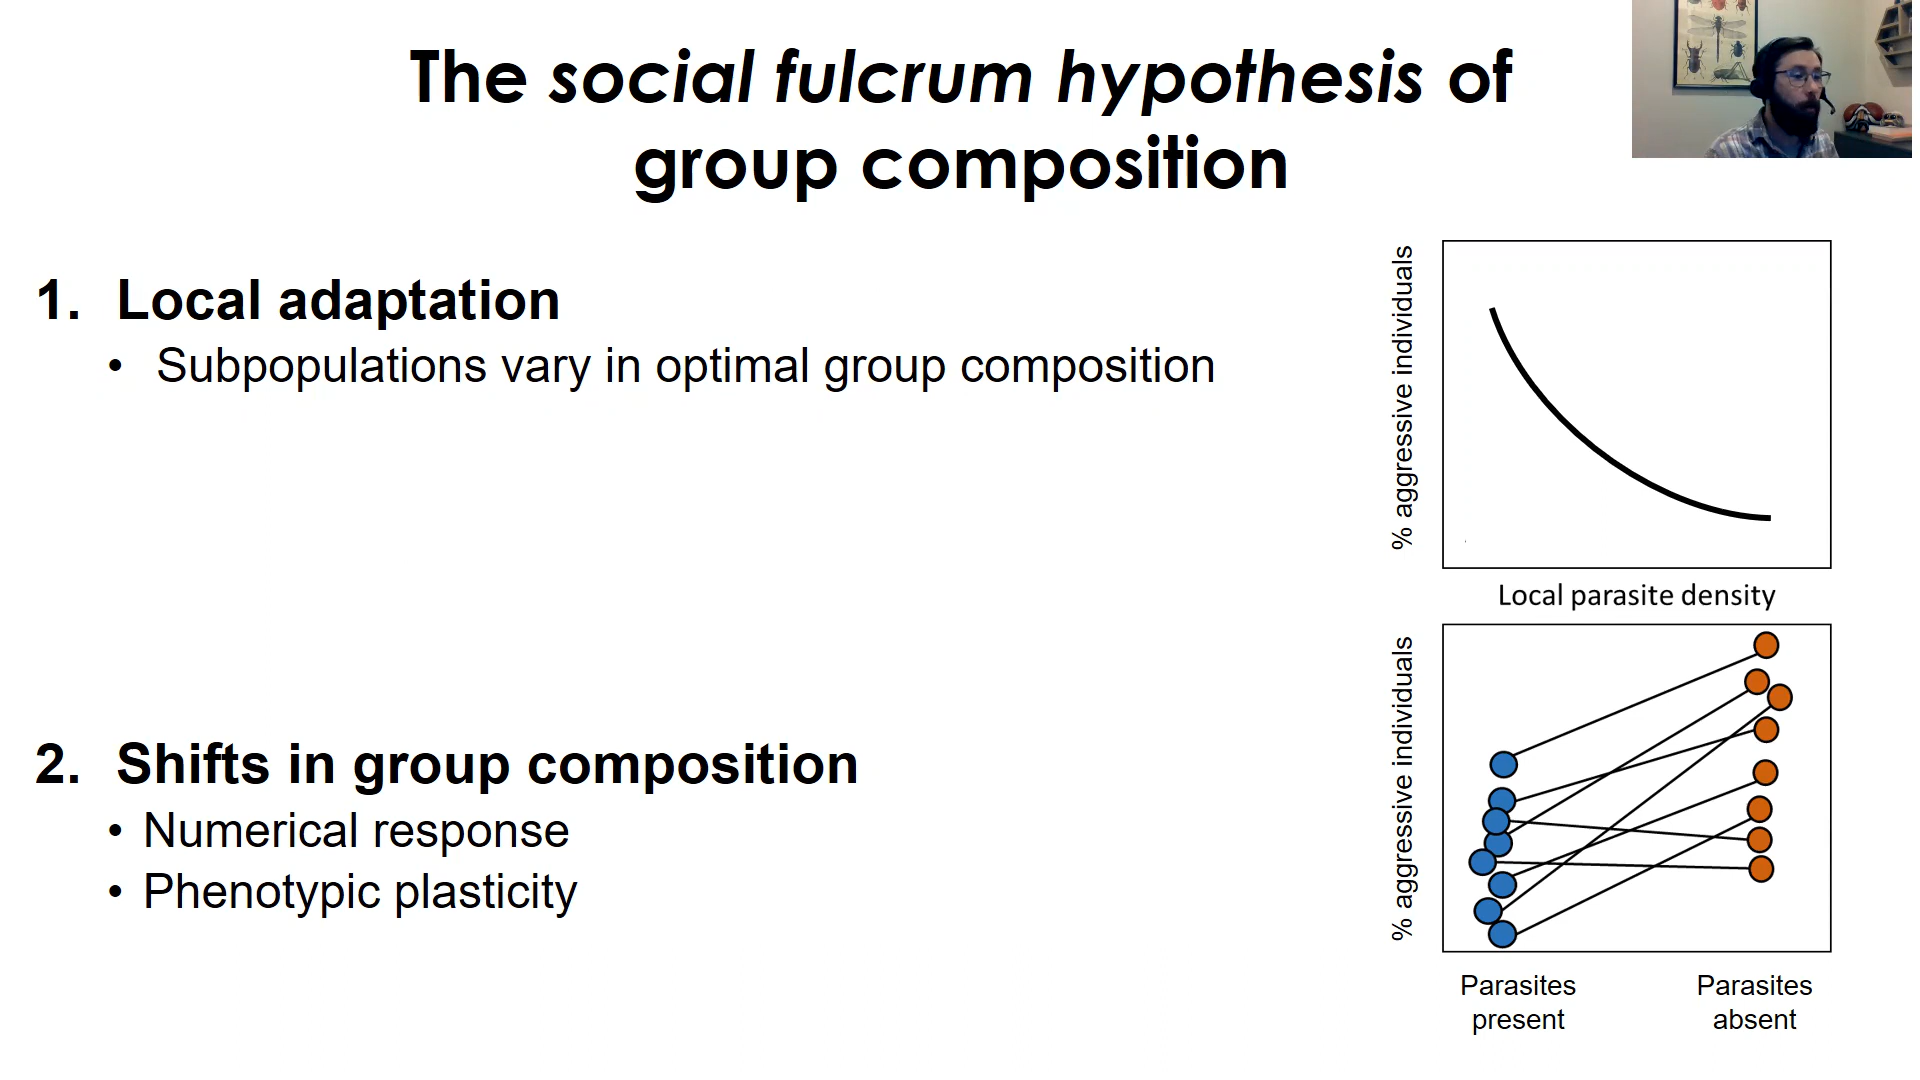 The social fulcrum hypothesis of
group composition
1. Local adaptation
• Subpopulations vary in optimal group composition
2. Shifts in group composition
• Numerical response
• Phenotypic plasticity
% aggressive individuals
Local parasite density
% aggressive individuals
Parasites present
Parasites absent